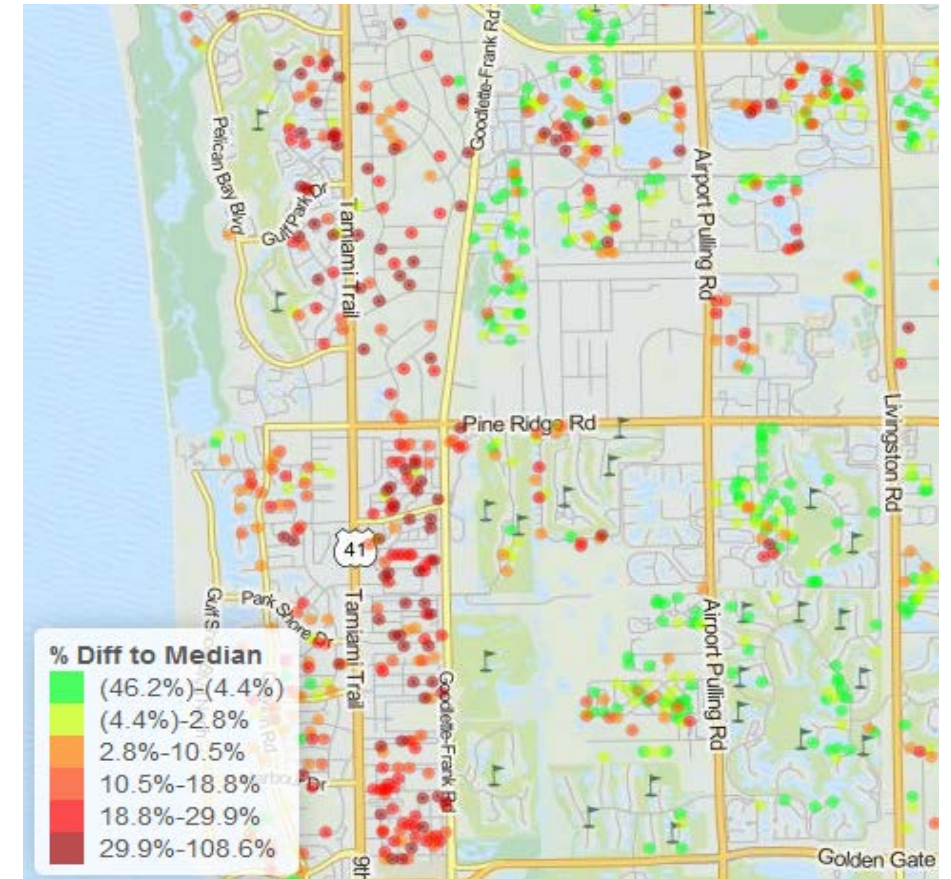 Goodlette-Frank Rd
Pelican Bay Blvd
Gulf Park Dr
Tamiami Trail
Airport Pulling Rd
Pine Ridge Rd
Livingston Rd
41
Gulf
Park Shore Dr
Tamiami Trail
Goodlette-Frank Rd
Airport Pulling Rd
% Diff to Median
(46.2%)-(4.4%)
(4.4%)-2.8%
2.8%-10.5%
10.5%-18.8%
18.8%-29.9%
29.9%-108.6%
Dr
9th
Golden Gate